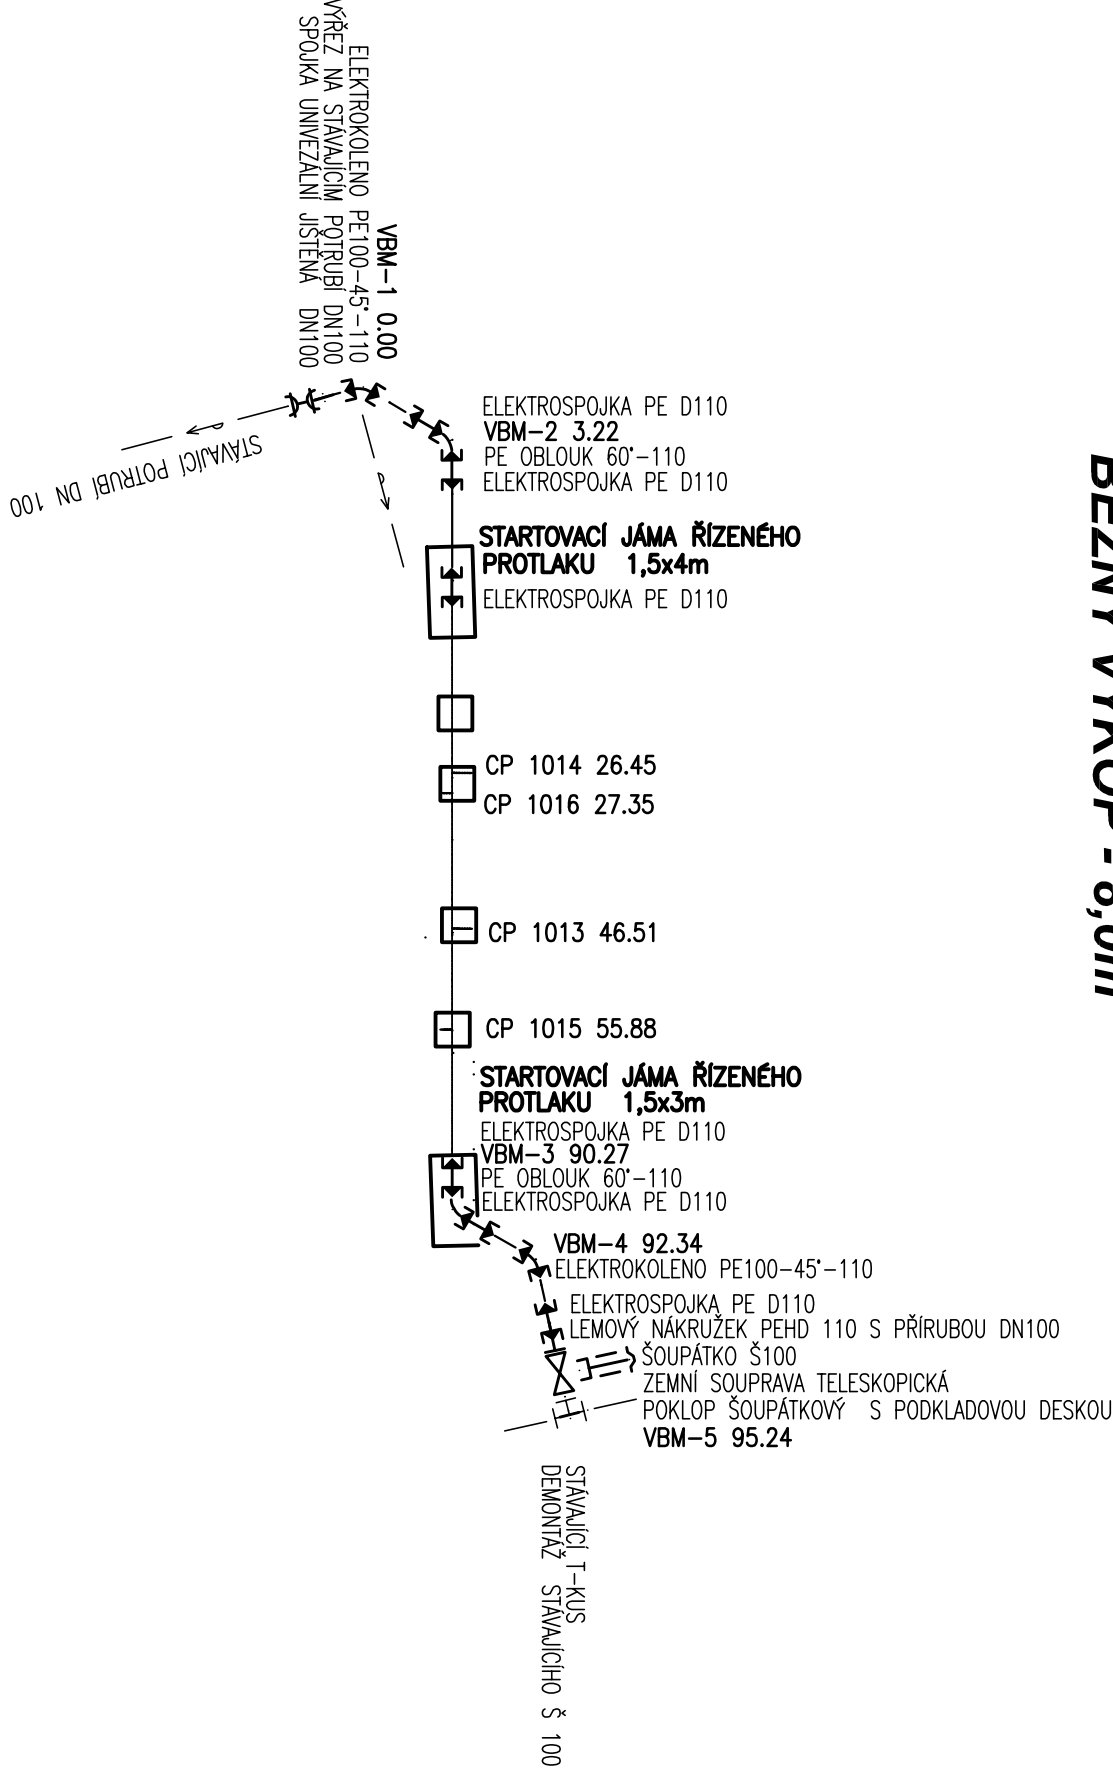 VBM-1 0.00
ELEKTROKOLENO PE100-45°-110
VÝŘEZ NA STÁVAJÍCÍM POTRUBÍ DN100
SPOJKA UNIVEZÁLNÍ JIŠTĚNÁ DN100
STÁVAJÍCÍ POTRUBÍ DN 100
ELEKTROSPOJKA PE D110
VBM-2 3.22
PE OBLOUK 60°-110
ELEKTROSPOJKA PE D110
STARTOVACÍ JÁMA ŘÍZENÉHO
PROTLAKU 1,5x4m
ELEKTROSPOJKA PE D110
CP 1014 26.45
CP 1016 27.35
CP 1013 46.51
CP 1015 55.88
STARTOVACÍ JÁMA ŘÍZENÉHO
PROTLAKU 1,5x3m
ELEKTROSPOJKA PE D110
VBM-3 90.27
PE OBLOUK 60°-110
ELEKTROSPOJKA PE D110
VBM-4 92.34
ELEKTROKOLENO PE100-45°-110
ELEKTROSPOJKA PE D110
LEMOVÝ NÁKRUŽEK PEHD 110 S PŘÍRUBOU DN100
ŠOUPÁTKO Š100
ZEMNÍ SOUPRAVA TELESKOPICKÁ
POKLOP ŠOUPÁTKOVÝ S PODKLADOVOU DESKOU
VBM-5 95.24
STÁVAJÍCÍ T-KUS
DEMONTÁŽ STÁVAJÍCÍHO Š 100
BĚŽNÝ VÝKOP -